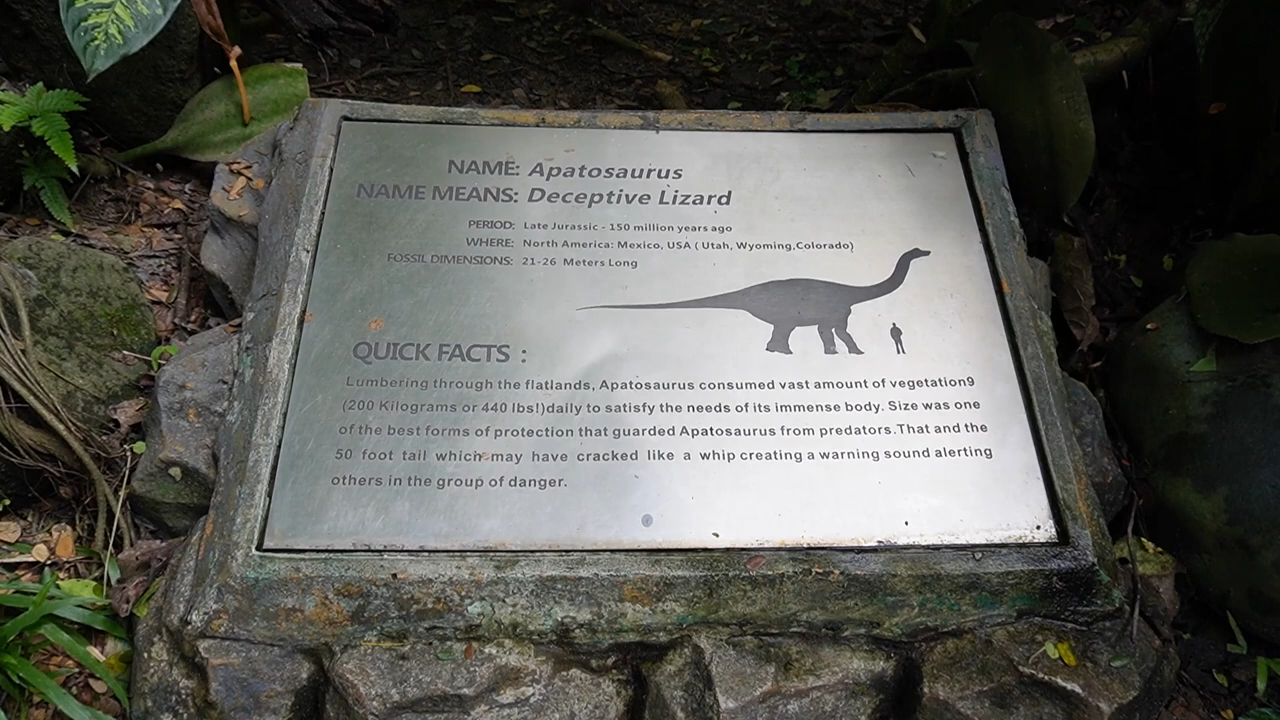 NAME: Apatosaurus
NAME MEANS: Deceptive Lizard
PERIOD: Late Jurassic - 150 million years ago
WHERE: North America: Mexico, USA ( Utah, Wyoming,Colorado)
FOSSIL DIMENSIONS: 21-26 Meters Long
QUICK FACTS :
Lumbering through the flatlands, Apatosaurus consumed vast amount of vegetation9
(200 Kilograms or 440 lbs!)daily to satisfy the needs of its immense body. Size was one
of the best forms of protection that guarded Apatosaurus from predators.That and the
50 foot tail which may have cracked like a whip creating a warning sound alerting
others in the group of danger.